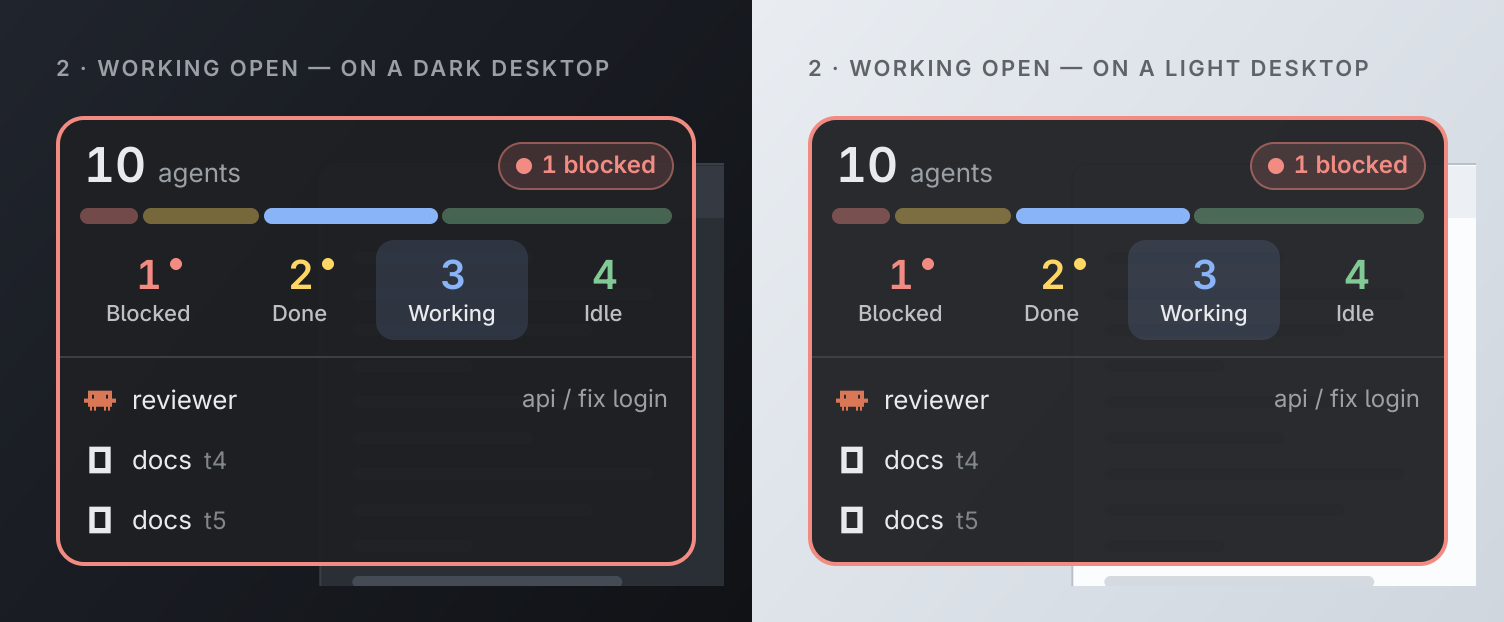 2 · WORKING OPEN — ON A DARK DESKTOP
10 agents
1 blocked
1
2
3
4
Blocked
Done
Working
Idle
reviewer
api / fix login
docs t4
docs t5
2 · WORKING OPEN — ON A LIGHT DESKTOP
10 agents
1 blocked
1
2
3
4
Blocked
Done
Working
Idle
reviewer
api / fix login
docs t4
docs t5